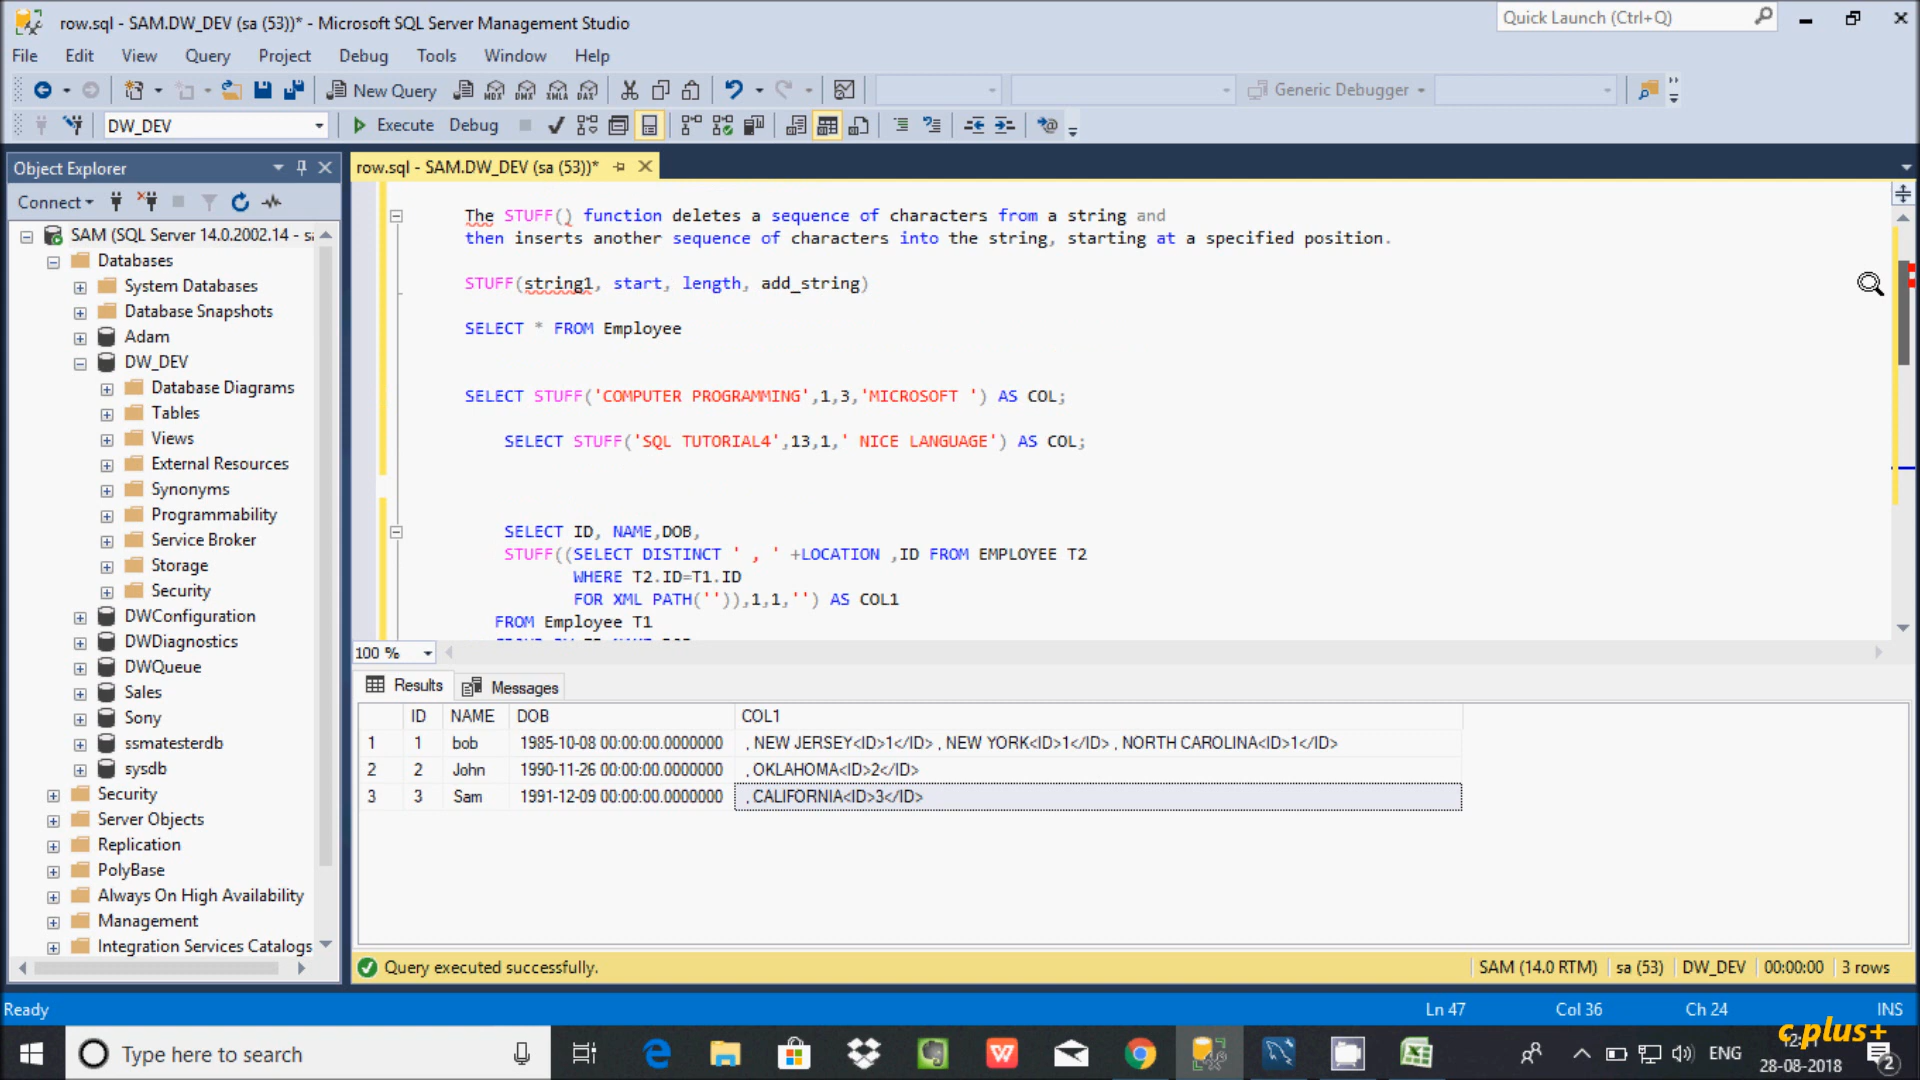 row.sql - SAM.DW_DEV (sa (53))* - Microsoft SQL Server Management Studio
Quick Launch (Ctrl+Q)
File Edit View Query Project Debug Tools Window Help
New Query
MDX DMX XMLA DAX
Generic Debugger
DW_DEV
Execute Debug
Object Explorer
Connect
SAM (SQL Server 14.0.2002.14 - sa
Databases
System Databases
Database Snapshots
Adam
DW_DEV
Database Diagrams
Tables
Views
External Resources
Synonyms
Programmability
Service Broker
Storage
Security
DWConfiguration
DWDiagnostics
DWQueue
Sales
Sony
ssmatesterdb
sysdb
Security
Server Objects
Replication
PolyBase
Always On High Availability
Management
Integration Services Catalogs
row.sql - SAM.DW_DEV (sa (53))*
The STUFF() function deletes a sequence of characters from a string and
then inserts another sequence of characters into the string, starting at a specified position.
STUFF(string1, start, length, add_string)
SELECT * FROM Employee
SELECT STUFF('COMPUTER PROGRAMMING',1,3,'MICROSOFT ') AS COL;
SELECT STUFF('SQL TUTORIAL4',13,1,' NICE LANGUAGE') AS COL;
SELECT ID, NAME,DOB,
STUFF((SELECT DISTINCT ' , ' +LOCATION ,ID FROM EMPLOYEE T2
WHERE T2.ID=T1.ID
FOR XML PATH('')),1,1,'') AS COL1
FROM Employee T1
100 %
Results Messages
ID NAME DOB COL1
1 1 bob 1985-10-08 00:00:00.0000000 , NEW JERSEY<ID>1</ID> , NEW YORK<ID>1</ID> , NORTH CAROLINA<ID>1</ID>
2 2 John 1990-11-26 00:00:00.0000000 , OKLAHOMA<ID>2</ID>
3 3 Sam 1991-12-09 00:00:00.0000000 , CALIFORNIA<ID>3</ID>
Query executed successfully.
SAM (14.0 RTM) sa (53) DW_DEV 00:00:00 3 rows
Ready
Ln 47 Col 36 Ch 24 INS
c plus+
Type here to search
ENG
28-08-2018
2